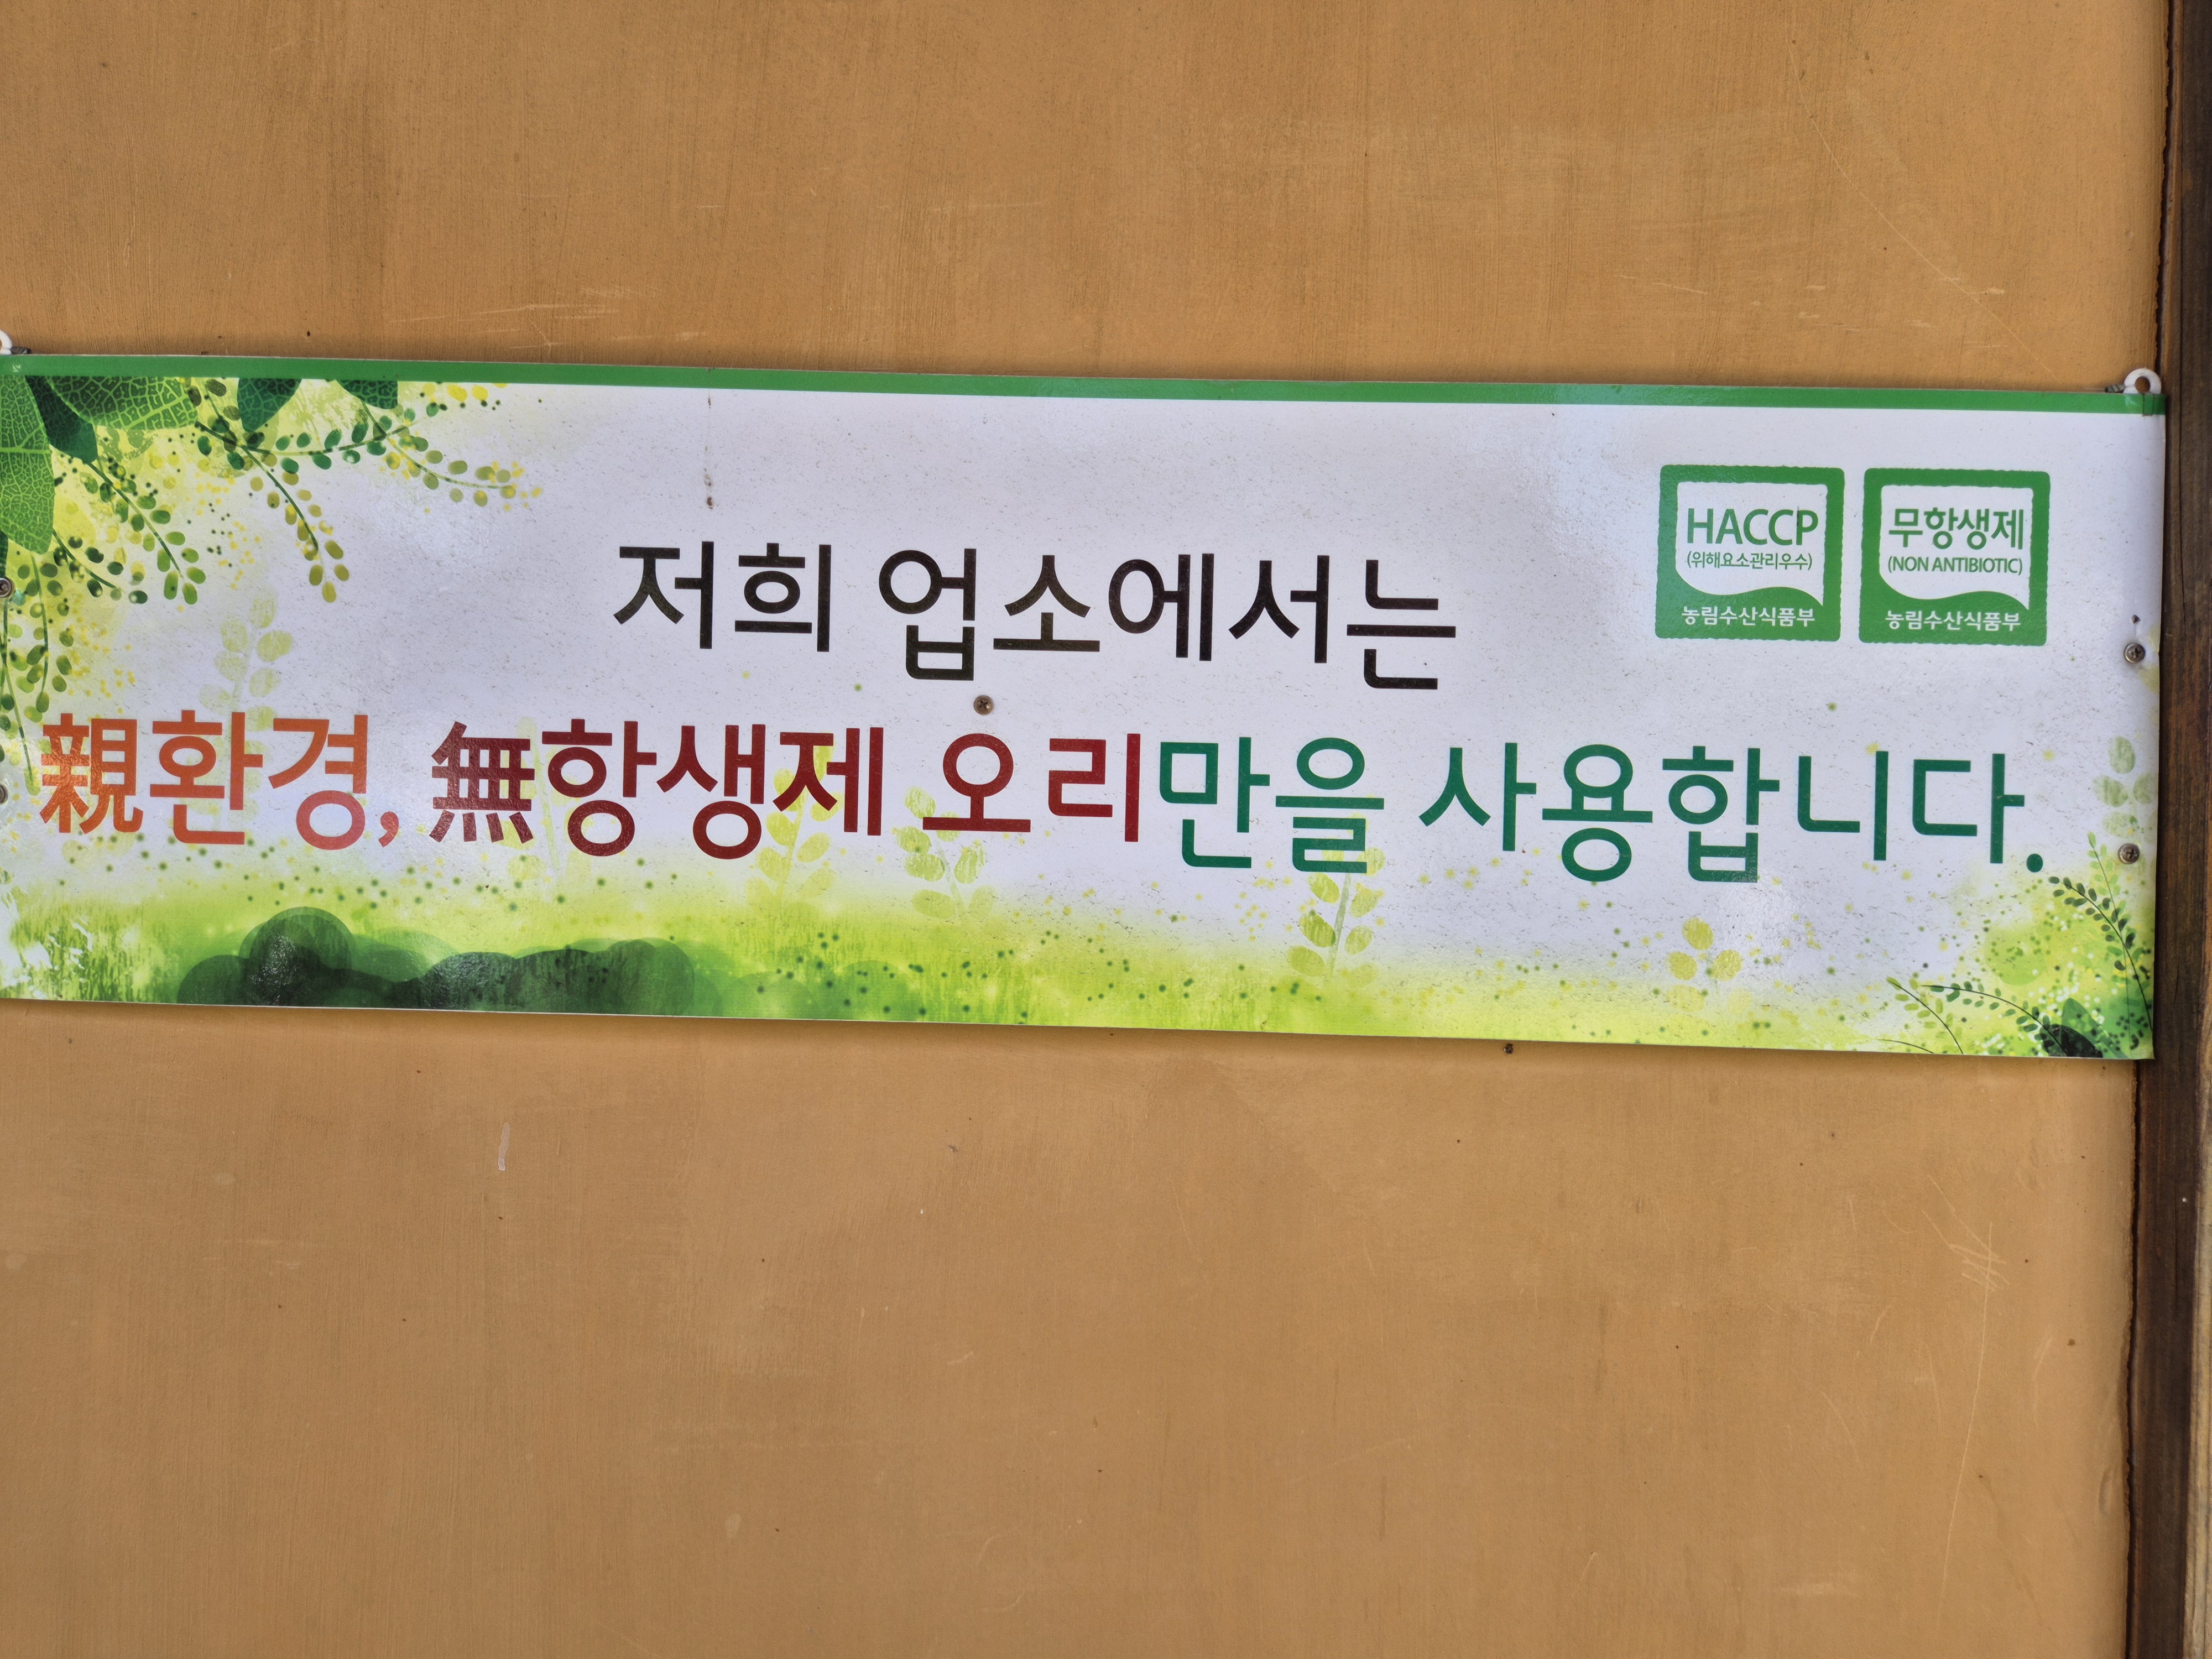 HACCP
(위해요소관리우수)
농림수산식품부
무항생제
(NON ANTIBIOTIC)
농림수산식품부
저희 업소에서는
親환경, 無항생제 오리만을 사용합니다.